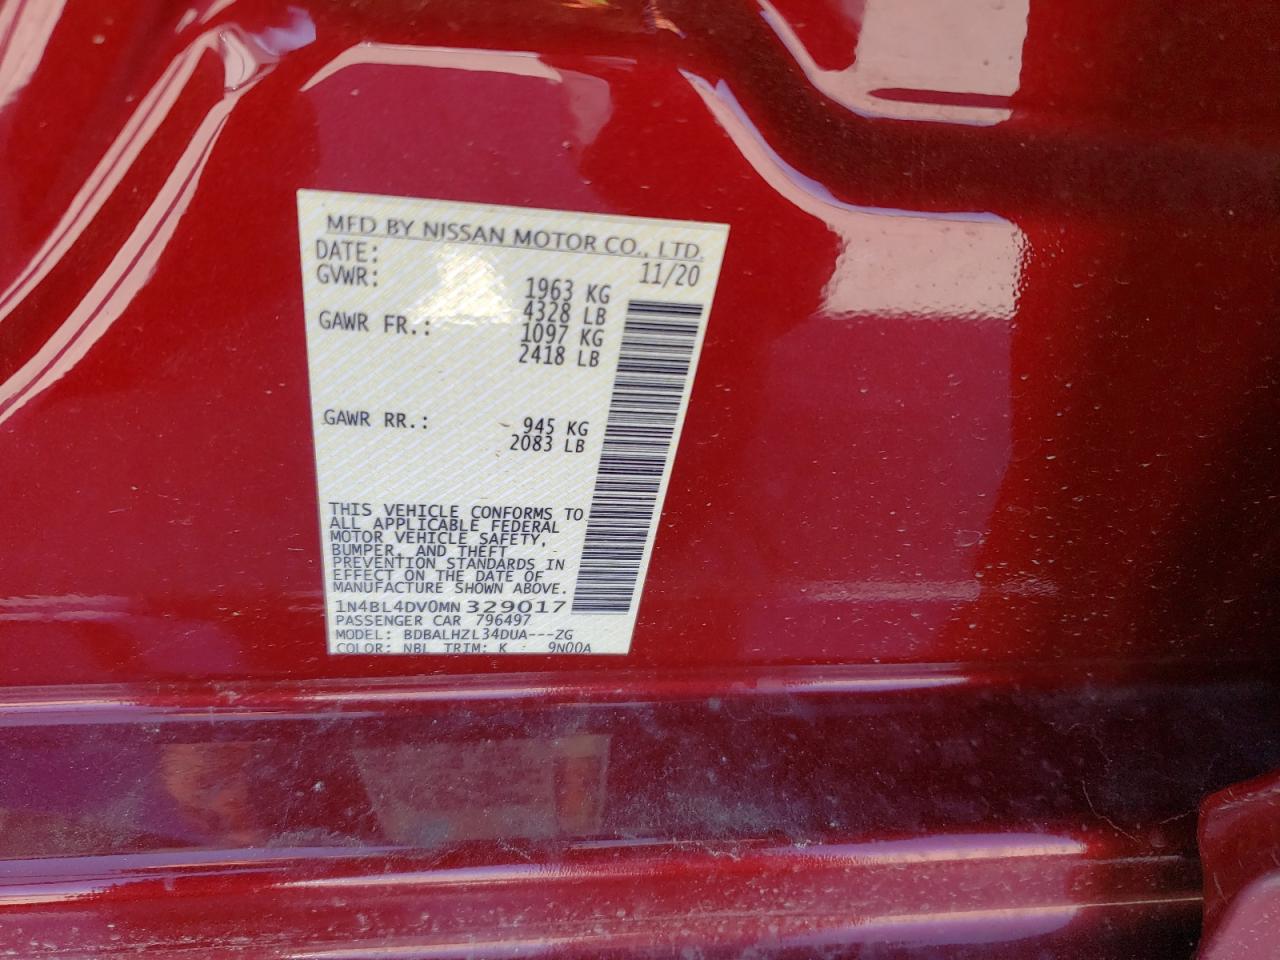 MFD BY NISSAN MOTOR CO., LTD.
DATE: 11/20
GVWR: 1963 KG
4328 LB
GAWR FR.: 1097 KG
2418 LB
GAWR RR.: 945 KG
2083 LB
THIS VEHICLE CONFORMS TO
ALL APPLICABLE FEDERAL
MOTOR VEHICLE SAFETY,
BUMPER, AND THEFT
PREVENTION STANDARDS IN
EFFECT ON THE DATE OF
MANUFACTURE SHOWN ABOVE.
1N4BL4DV0MN329017
PASSENGER CAR 796497
MODEL: BDBALHZL34DUA---ZG
COLOR: NBL TRIM: K 9N00A